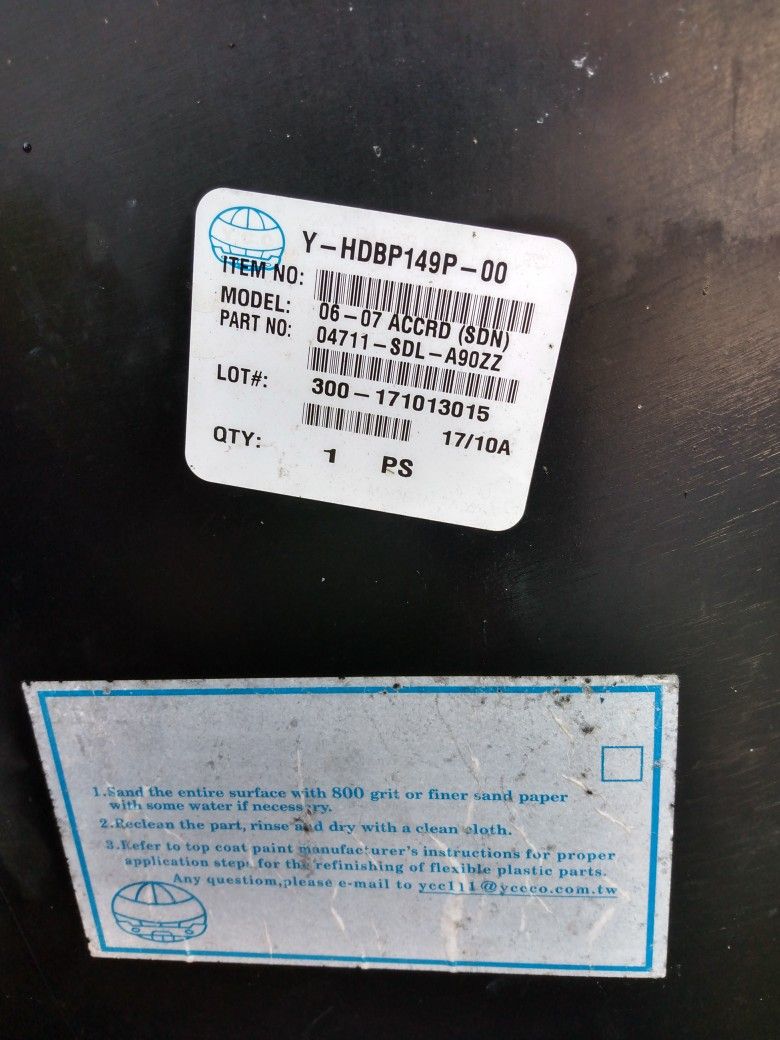 Y-HDBP149P-00
ITEM NO:
MODEL: 06-07 ACCRD (SDN)
PART NO: 04711-SDL-A90ZZ
LOT#: 300-171013015
17/10A
QTY: 1 PS
1.Sand the entire surface with 800 grit or finer sand paper
with some water if necessary.
2.Reclean the part, rinse and dry with a clean cloth.
3.Refer to top coat paint manufacturer's instructions for proper
application steps for the refinishing of flexible plastic parts.
Any questiom,please e-mail to ycc111@yccco.com.tw